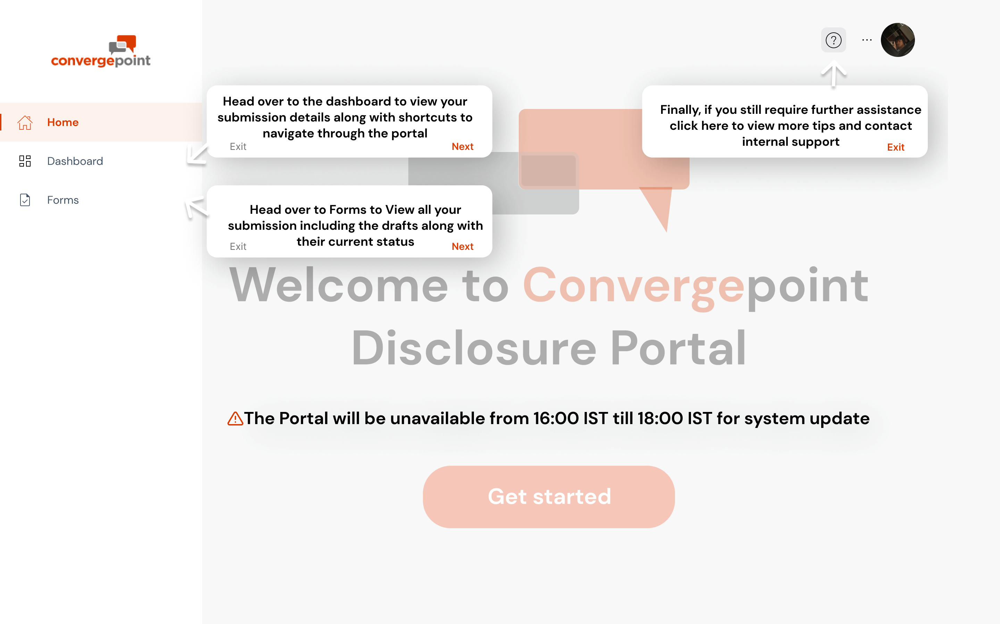 convergepoint
Home
Dashboard
Forms
?
...
Head over to the dashboard to view your
submission details along with shortcuts to
navigate through the portal
Exit
Next
Finally, if you still require further assistance
click here to view more tips and contact
internal support
Exit
Head over to Forms to View all your
submission including the drafts along with
their current status
Exit
Next
Welcome to Convergepoint
Disclosure Portal
The Portal will be unavailable from 16:00 IST till 18:00 IST for system update
Get started